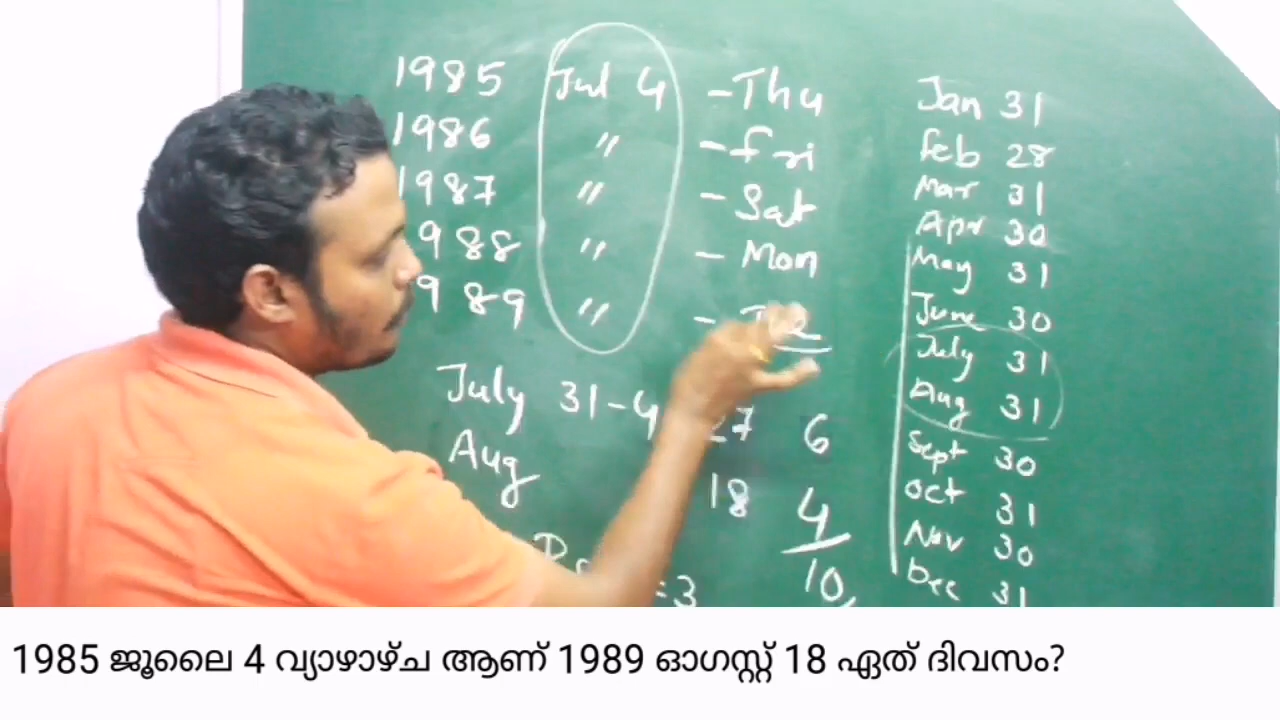 1985 Jul 4 - Thu
1986 " - Fri
1987 " - Sat
1988 " - Mon
989 " -
July 31-4 27 6
Aug 18 4
10
=3
Jan 31
Feb 28
Mar 31
Apr 30
May 31
June 30
July 31
Aug 31
Sept 30
Oct 31
Nov 30
Dec 31
1985 ജൂലൈ 4 വ്യാഴാഴ്ച ആണ് 1989 ഓഗസ്റ്റ് 18 ഏത് ദിവസം?